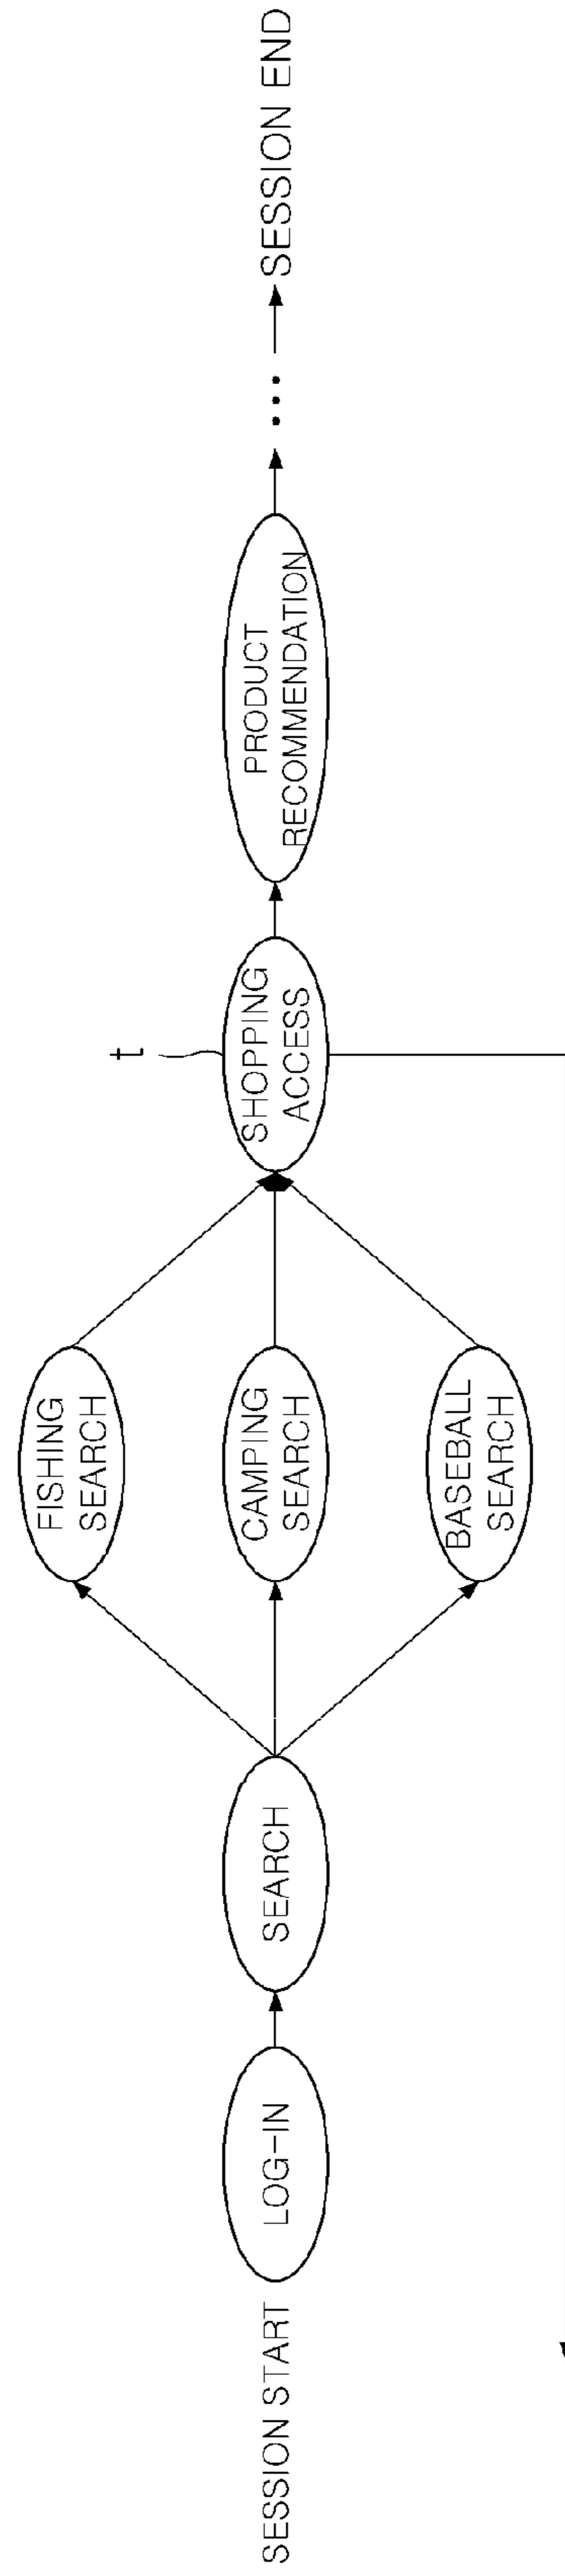 SESSION START
LOG-IN
SEARCH
FISHING
SEARCH
CAMPING
SEARCH
BASEBALL
SEARCH
t
SHOPPING
ACCESS
PRODUCT
RECOMMENDATION
...
SESSION END